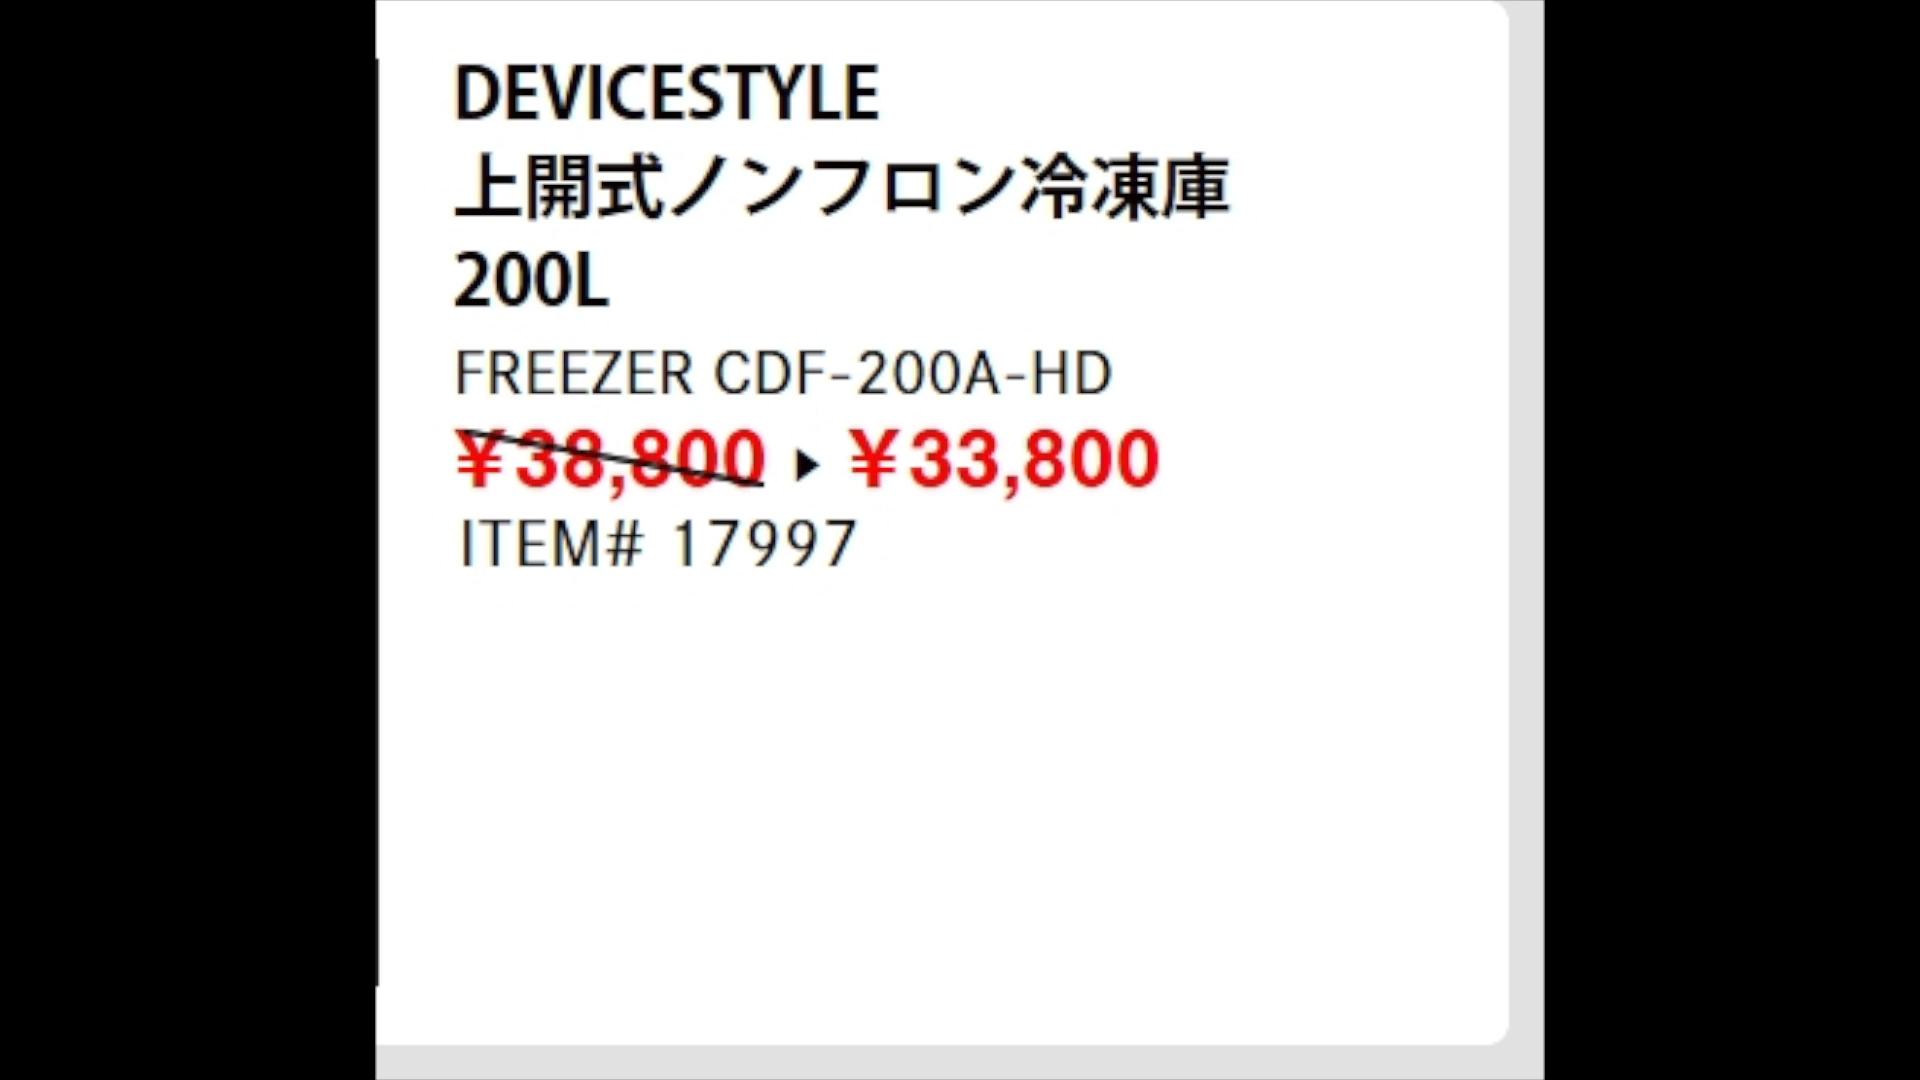 DEVICESTYLE
上開式ノンフロン冷凍庫
200L
FREEZER CDF-200A-HD
¥38,800 ▶ ¥33,800
ITEM# 17997